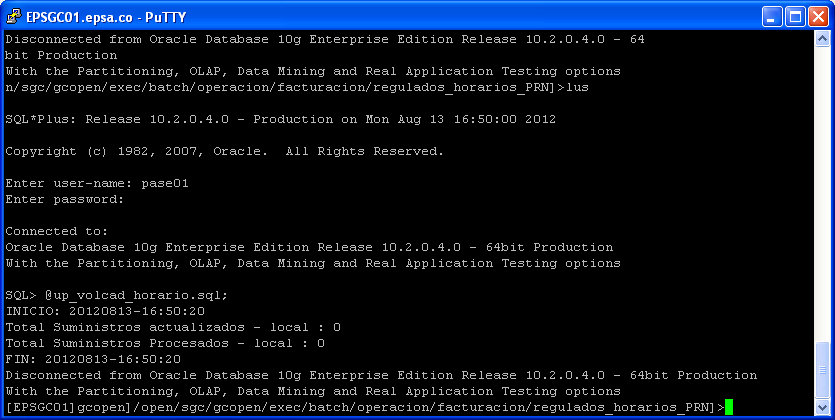 EPSGC01.epsa.co - PuTTY
Disconnected from Oracle Database 10g Enterprise Edition Release 10.2.0.4.0 - 64
bit Production
With the Partitioning, OLAP, Data Mining and Real Application Testing options
n/sgc/gcopen/exec/batch/operacion/facturacion/regulados_horarios_PRN]>lus
SQL*Plus: Release 10.2.0.4.0 - Production on Mon Aug 13 16:50:00 2012
Copyright (c) 1982, 2007, Oracle.  All Rights Reserved.
Enter user-name: pase01
Enter password:
Connected to:
Oracle Database 10g Enterprise Edition Release 10.2.0.4.0 - 64bit Production
With the Partitioning, OLAP, Data Mining and Real Application Testing options
SQL> @up_volcad_horario.sql;
INICIO: 20120813-16:50:20
Total Suministros actualizados - local : 0
Total Suministros Procesados - local : 0
FIN: 20120813-16:50:20
Disconnected from Oracle Database 10g Enterprise Edition Release 10.2.0.4.0 - 64bit Production
With the Partitioning, OLAP, Data Mining and Real Application Testing options
[EPSGC01]gcopen]/open/sgc/gcopen/exec/batch/operacion/facturacion/regulados_horarios_PRN]>